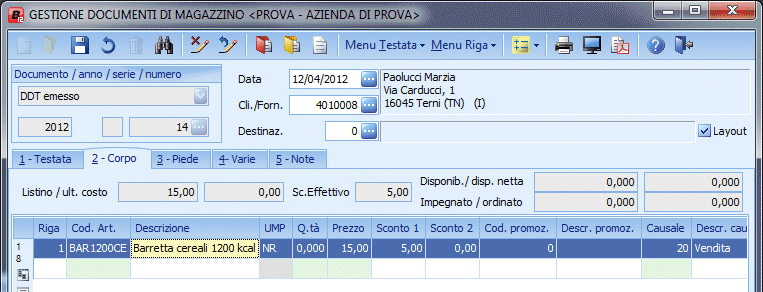 GESTIONE DOCUMENTI DI MAGAZZINO <PROVA - AZIENDA DI PROVA>
Menu Testata Menu Riga
Documento / anno / serie / numero
DDT emesso
2012 14
Data 12/04/2012
Cli./Forn. 4010008
Destinaz. 0
Paolucci Marzia
Via Carducci, 1
16045 Terni (TN) (I)
Layout
1 - Testata 2 - Corpo 3 - Piede 4- Varie 5 - Note
Listino / ult. costo 15,00 0,00 Sc.Effettivo 5,00
Disponib./ disp. netta 0,000 0,000
Impegnato / ordinato 0,000 0,000
Riga Cod. Art. Descrizione UMP Q.tà Prezzo Sconto 1 Sconto 2 Cod. promoz. Descr. promoz. Causale Descr. cau
1 BAR1200CE Barretta cereali 1200 kcal NR 0,000 15,00 5,00 0,00 0 20 Vendita
1
8